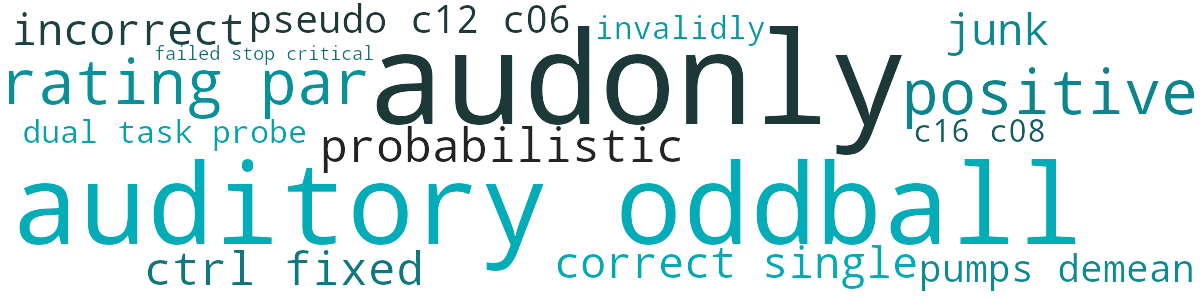 incorrect
pseudo c12 c06
invalidly
junk
failed stop critical
rating par
audonly
positive
dual task probe
probabilistic
c16 c08
auditory oddball
ctrl fixed
correct single
pumps demean